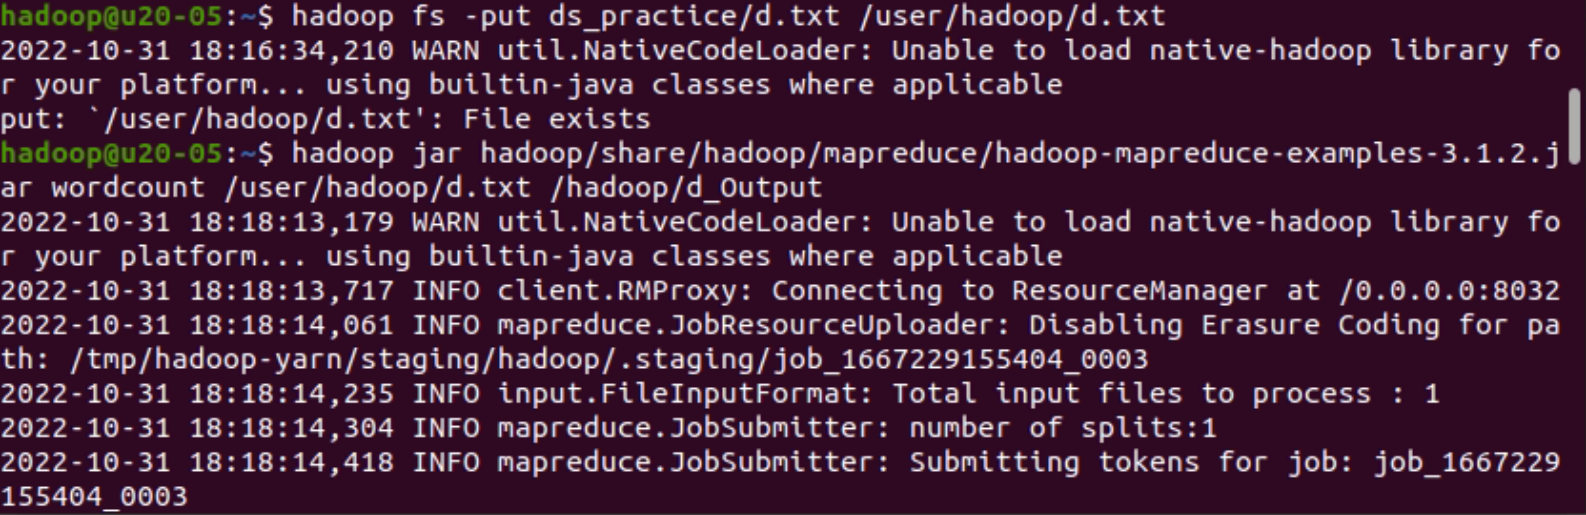 hadoop@u20-05:~$ hadoop fs -put ds_practice/d.txt /user/hadoop/d.txt
2022-10-31 18:16:34,210 WARN util.NativeCodeLoader: Unable to load native-hadoop library fo
r your platform... using builtin-java classes where applicable
put: `/user/hadoop/d.txt': File exists
hadoop@u20-05:~$ hadoop jar hadoop/share/hadoop/mapreduce/hadoop-mapreduce-examples-3.1.2.j
ar wordcount /user/hadoop/d.txt /hadoop/d_Output
2022-10-31 18:18:13,179 WARN util.NativeCodeLoader: Unable to load native-hadoop library fo
r your platform... using builtin-java classes where applicable
2022-10-31 18:18:13,717 INFO client.RMProxy: Connecting to ResourceManager at /0.0.0.0:8032
2022-10-31 18:18:14,061 INFO mapreduce.JobResourceUploader: Disabling Erasure Coding for pa
th: /tmp/hadoop-yarn/staging/hadoop/.staging/job_1667229155404_0003
2022-10-31 18:18:14,235 INFO input.FileInputFormat: Total input files to process : 1
2022-10-31 18:18:14,304 INFO mapreduce.JobSubmitter: number of splits:1
2022-10-31 18:18:14,418 INFO mapreduce.JobSubmitter: Submitting tokens for job: job_1667229
155404_0003